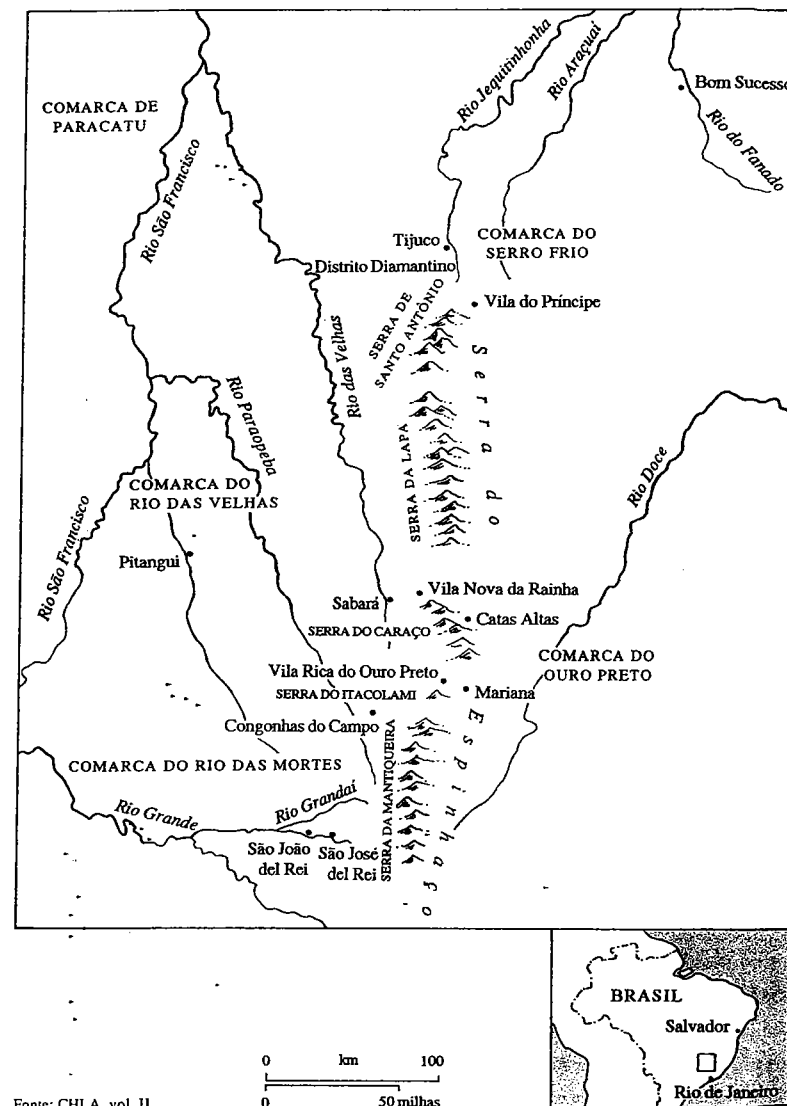 Rio Jequitinhonha
Rio Araçuaí
Bom Sucesso
COMARCA DE
PARACATU
Rio do Fanado
Rio São Francisco
Tijuco
COMARCA DO
SERRO FRIO
Distrito Diamantino
Vila do Príncipe
SERRA DE
SANTO ANTÔNIO
Rio das Velhas
Rio Paraopeba
Serra do
SERRA DA LAPA
Rio Doce
COMARCA DO
RIO DAS VELHAS
Rio São Francisco
Pitangui
Vila Nova da Rainha
Sabará
Catas Altas
SERRA DO CARAÇO
COMARCA DO
OURO PRETO
Vila Rica do Ouro Preto
SERRA DO ITACOLAMI
Mariana
Congonhas do Campo
Espinhaço
SERRA DA MANTIQUEIRA
COMARCA DO RIO DAS MORTES
Rio Grandaí
Rio Grande
São João
del Rei
São José
del Rei
BRASIL
Salvador
Rio de Janeiro
0 km 100
0 50 milhas
Fonte: CHLA, vol. II